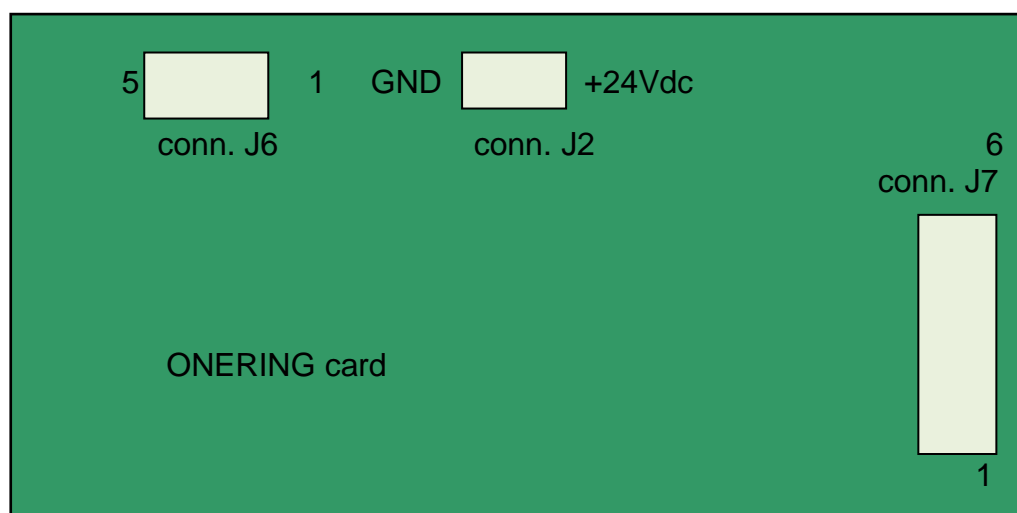 5 1 GND +24Vdc
conn. J6 conn. J2 6
conn. J7
ONERING card
1